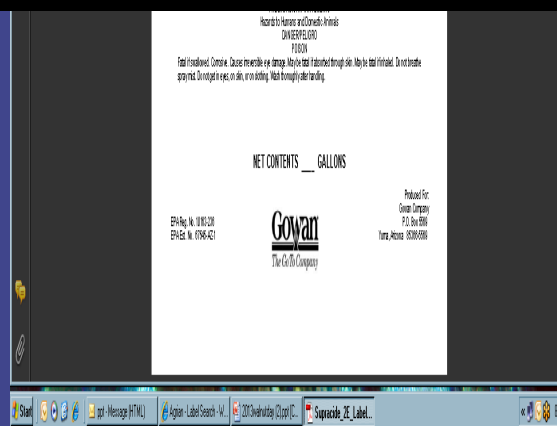 Hazards to Humans and Domestic Animals
DANGER/PELIGRO
POISON
Fatal if swallowed. Corrosive. Causes irreversible eye damage. May be fatal if absorbed through skin. May be fatal if inhaled. Do not breathe
spray mist. Do not get in eyes, on skin, or on clothing. Wash thoroughly after handling.
NET CONTENTS ___ GALLONS
Produced For:
Gowan Company
P.O. Box 5569
Yuma, Arizona 85366-5569
EPA Reg. No. 10163-236
EPA Est. No.
Gowan
The Go To Company
Start
ppt - Message (HTML)
Agrian - Label Search - W...
2013walnutday (2).ppt [C...
Supracide_2E_Label...